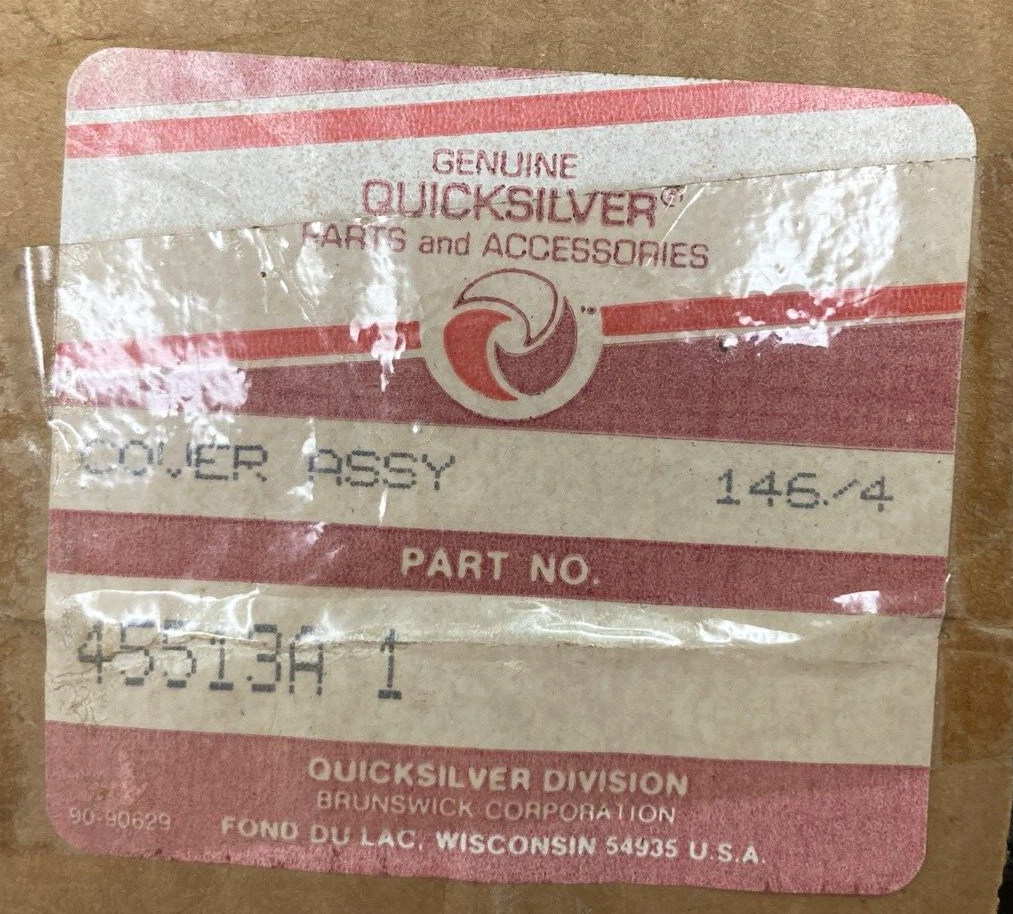 GENUINE
QUICKSILVER®
PARTS and ACCESSORIES
™
COVER ASSY 146/4
PART NO.
45513A 1
QUICKSILVER DIVISION
BRUNSWICK CORPORATION
90-90629 FOND DU LAC, WISCONSIN 54935 U.S.A.